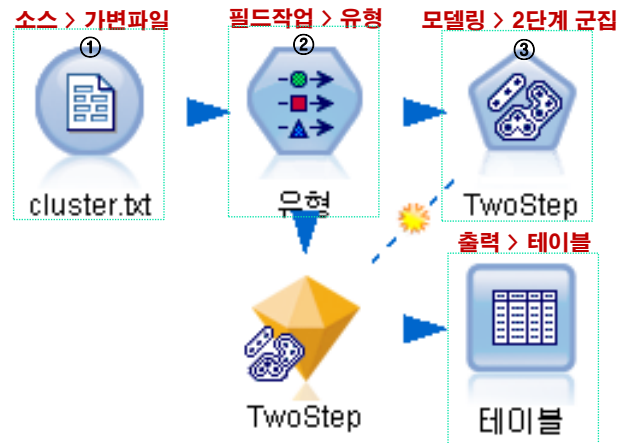 소스 > 가변파일
필드작업 > 유형
모델링 > 2단계 군집
①
②
③
cluster.txt
유형
TwoStep
출력 > 테이블
TwoStep
테이블